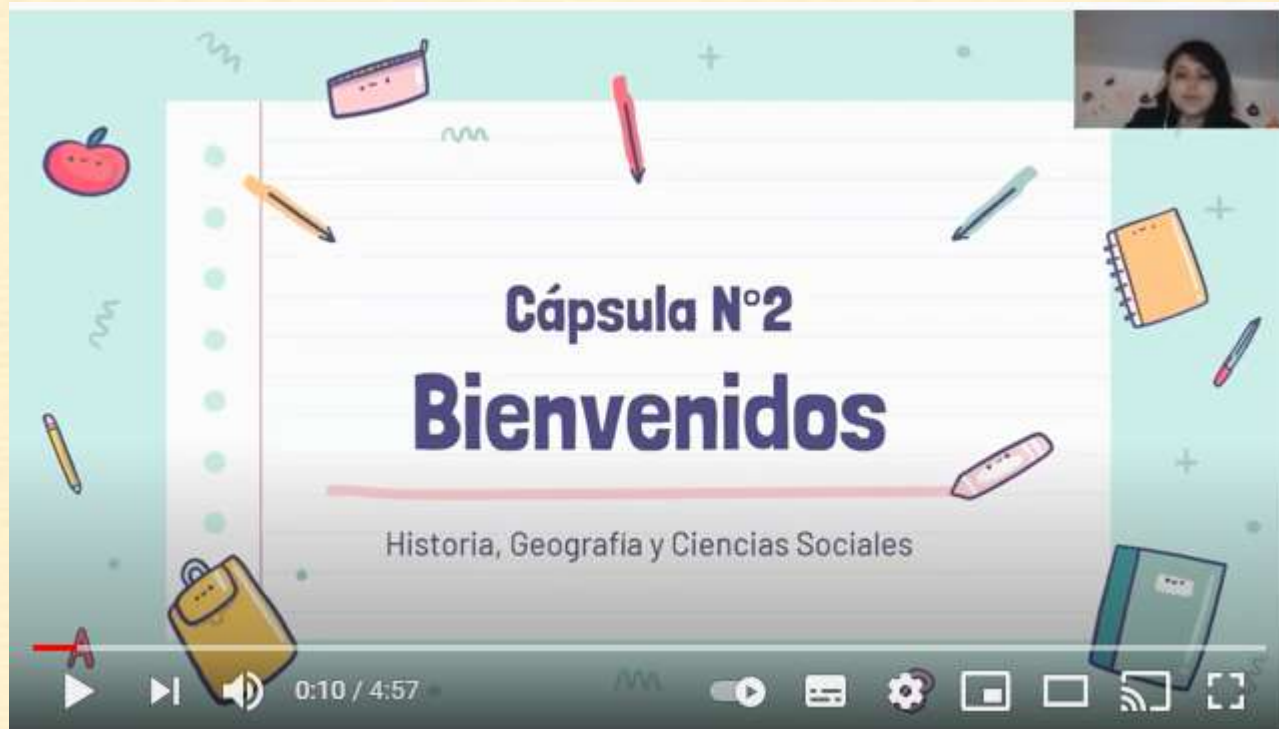 Cápsula N°2
Bienvenidos
Historia, Geografía y Ciencias Sociales
A
0:10 / 4:57